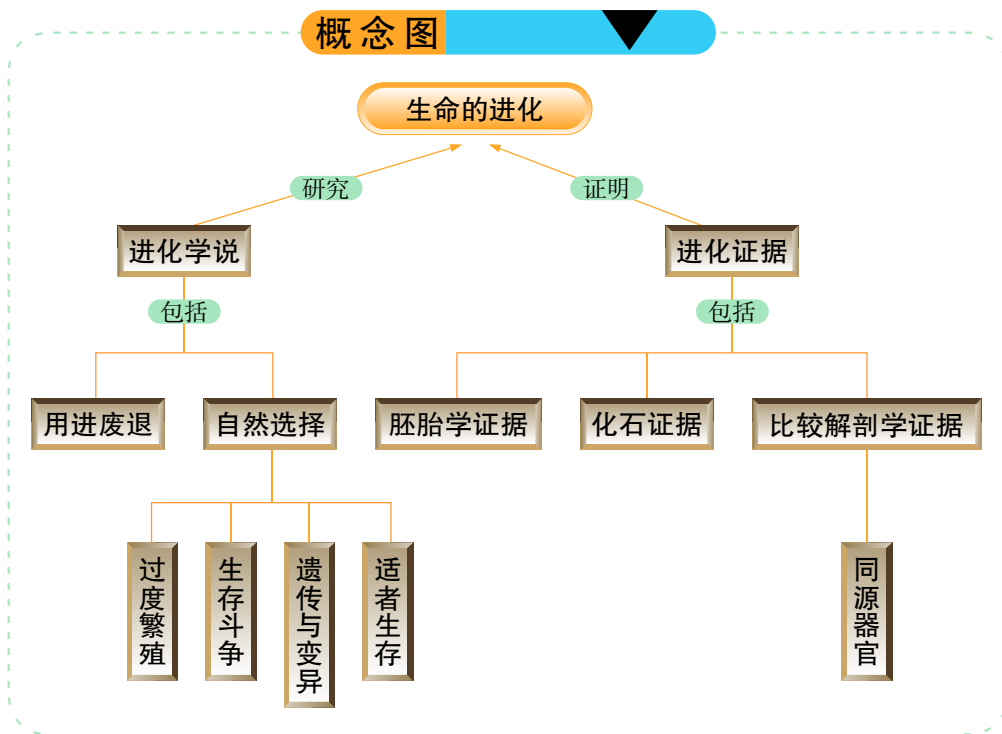 概念图
生命的进化
研究
证明
进化学说
进化证据
包括
包括
用进废退
自然选择
胚胎学证据
化石证据
比较解剖学证据
过度繁殖
生存斗争
遗传与变异
适者生存
同源器官